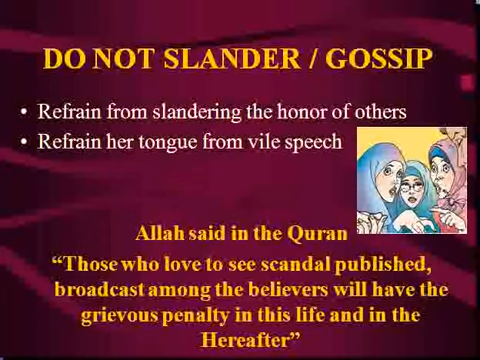 DO NOT SLANDER / GOSSIP
• Refrain from slandering the honor of others
• Refrain her tongue from vile speech
Allah said in the Quran
“Those who love to see scandal published,
broadcast among the believers will have the
grievous penalty in this life and in the
Hereafter”